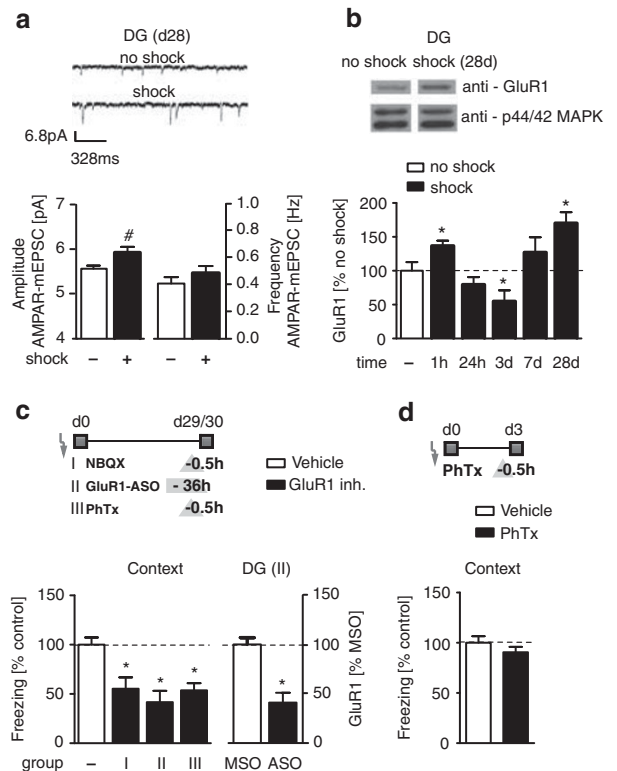 a
DG (d28)
no shock
shock
6.8pA
328ms
7
6
5
4
Amplitude
AMPAR-mEPSC [pA]
1.0
0.8
0.6
0.4
0.2
0.0
Frequency
AMPAR-mEPSC [Hz]
#
shock – + – +
b
DG
no shock shock (28d)
anti - GluR1
anti - p44/42 MAPK
no shock
shock
200
150
100
50
0
GluR1 [% no shock]
* * *
time – 1h 24h 3d 7d 28d
c
d0 d29/30
I NBQX -0.5h
II GluR1-ASO - 36h
III PhTx -0.5h
Vehicle
GluR1 inh.
Context
DG (II)
150
100
50
0
Freezing [% control]
* * *
*
150
100
50
0
GluR1 [% MSO]
group – I II III MSO ASO
d
d0 d3
PhTx -0.5h
Vehicle
PhTx
Context
150
100
50
0
Freezing [% control]